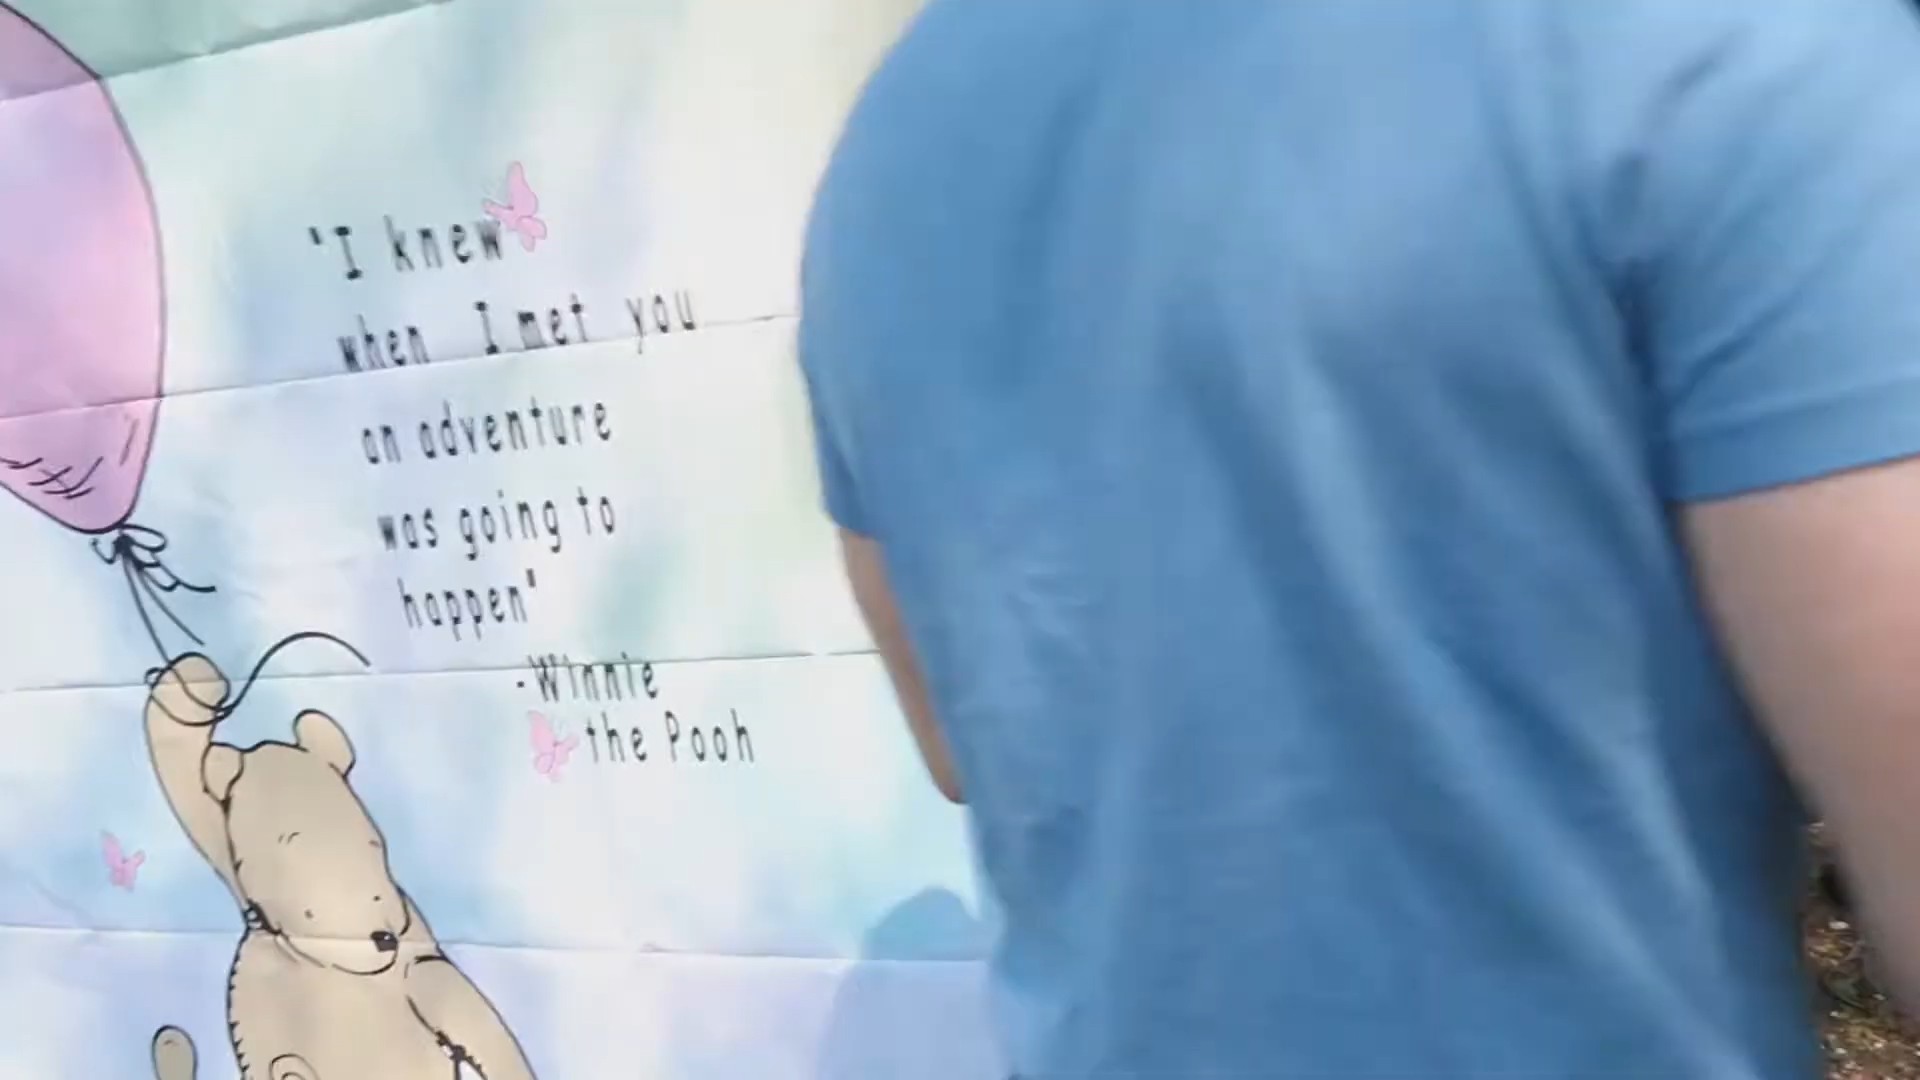 "I knew
when I met you
an adventure
was going to
happen"
-Winnie
the Pooh